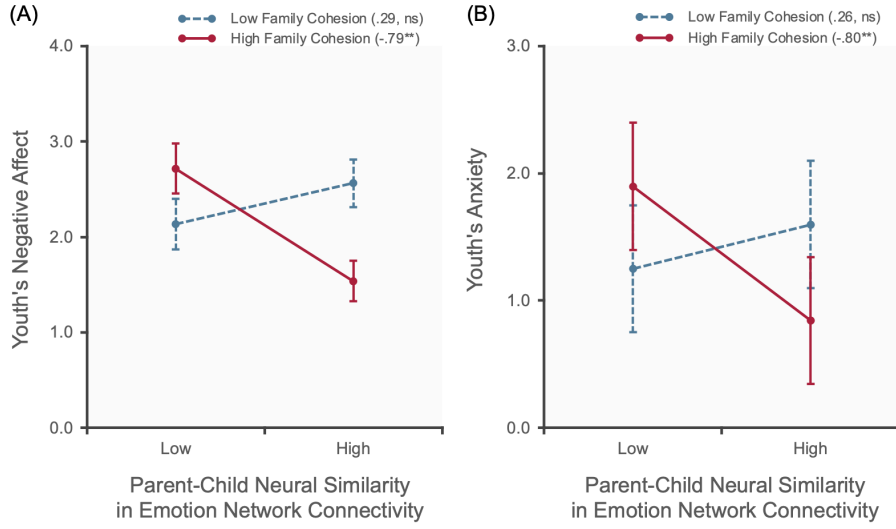 (A)
Low Family Cohesion (.29, ns)
High Family Cohesion (-.79**)
4.0
3.0
2.0
1.0
0.0
Youth's Negative Affect
Low
High
Parent-Child Neural Similarity
in Emotion Network Connectivity
(B)
Low Family Cohesion (.26, ns)
High Family Cohesion (-.80**)
3.0
2.0
1.0
0.0
Youth's Anxiety
Low
High
Parent-Child Neural Similarity
in Emotion Network Connectivity